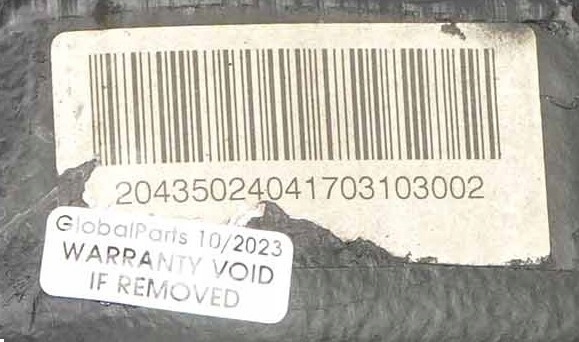 20435024041703103002
GlobalParts 10/2023
WARRANTY VOID
IF REMOVED